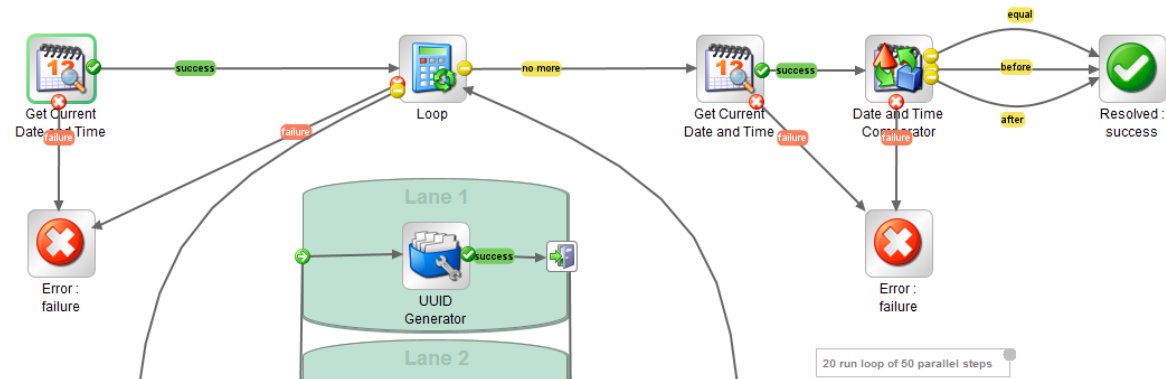 equal
success
no more
success
before
after
Get Current
Date and Time
Loop
Get Current
Date and Time
Date and Time
Comparator
Resolved :
success
failure
failure
failure
failure
Lane 1
success
UUID
Generator
Error :
failure
Error :
failure
Lane 2
20 run loop of 50 parallel steps